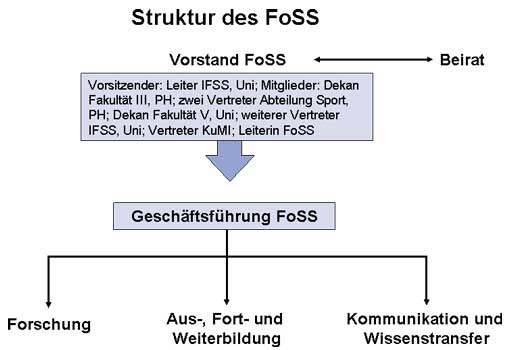 Struktur des FoSS
Vorstand FoSS
Beirat
Vorsitzender: Leiter IFSS, Uni; Mitglieder: Dekan
Fakultät III, PH; zwei Vertreter Abteilung Sport,
PH; Dekan Fakultät V, Uni; weiterer Vertreter
IFSS, Uni; Vertreter KuMI; Leiterin FoSS
Geschäftsführung FoSS
Forschung
Aus-, Fort- und
Weiterbildung
Kommunikation und
Wissenstransfer